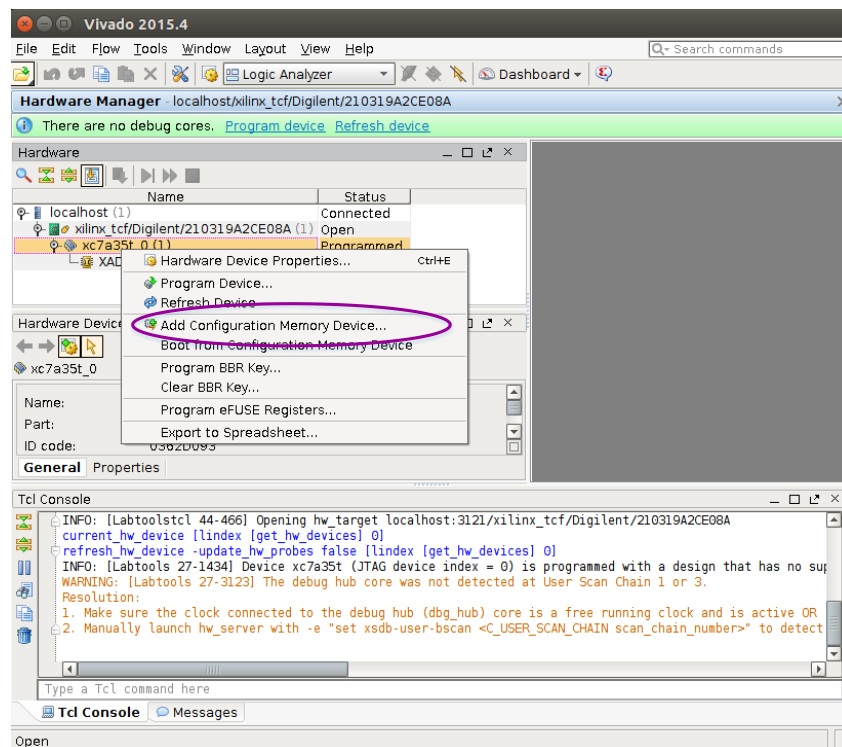 Vivado 2015.4
File Edit Flow Tools Window Layout View Help
Search commands
Logic Analyzer
Dashboard
Hardware Manager - localhost/xilinx_tcf/Digilent/210319A2CE08A
There are no debug cores. Program device Refresh device
Hardware
Name Status
localhost (1) Connected
xilinx_tcf/Digilent/210319A2CE08A (1) Open
xc7a35t_0 (1) Programmed
XAD
Hardware Device Properties... Ctrl+E
Program Device...
Refresh Device
Add Configuration Memory Device...
Boot from Configuration Memory Device
Program BBR Key...
Clear BBR Key...
Program eFUSE Registers...
Export to Spreadsheet...
Hardware Device
xc7a35t_0
Name:
Part:
ID code: 0362D093
General Properties
Tcl Console
INFO: [Labtoolstcl 44-466] Opening hw_target localhost:3121/xilinx_tcf/Digilent/210319A2CE08A
current_hw_device [lindex [get_hw_devices] 0]
refresh_hw_device -update_hw_probes false [lindex [get_hw_devices] 0]
INFO: [Labtools 27-1434] Device xc7a35t (JTAG device index = 0) is programmed with a design that has no sup
WARNING: [Labtools 27-3123] The debug hub core was not detected at User Scan Chain 1 or 3.
Resolution:
1. Make sure the clock connected to the debug hub (dbg_hub) core is a free running clock and is active OR
2. Manually launch hw_server with -e "set xsdb-user-bscan <C_USER_SCAN_CHAIN scan_chain_number>" to detect
Type a Tcl command here
Tcl Console Messages
Open